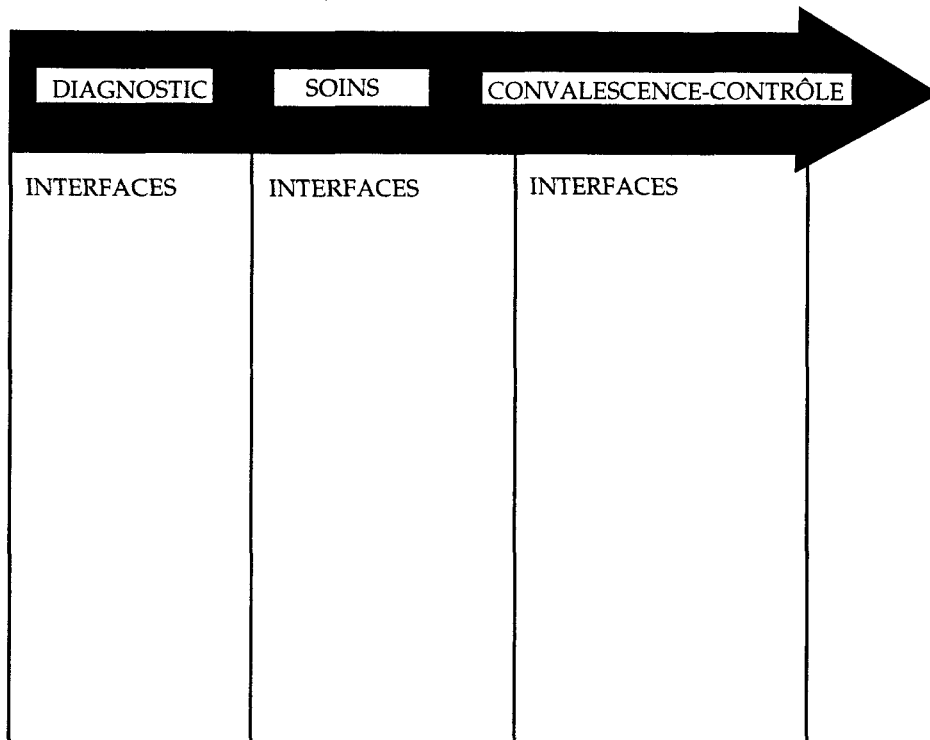 DIAGNOSTIC SOINS CONVALESCENCE-CONTRÔLE
INTERFACES INTERFACES INTERFACES